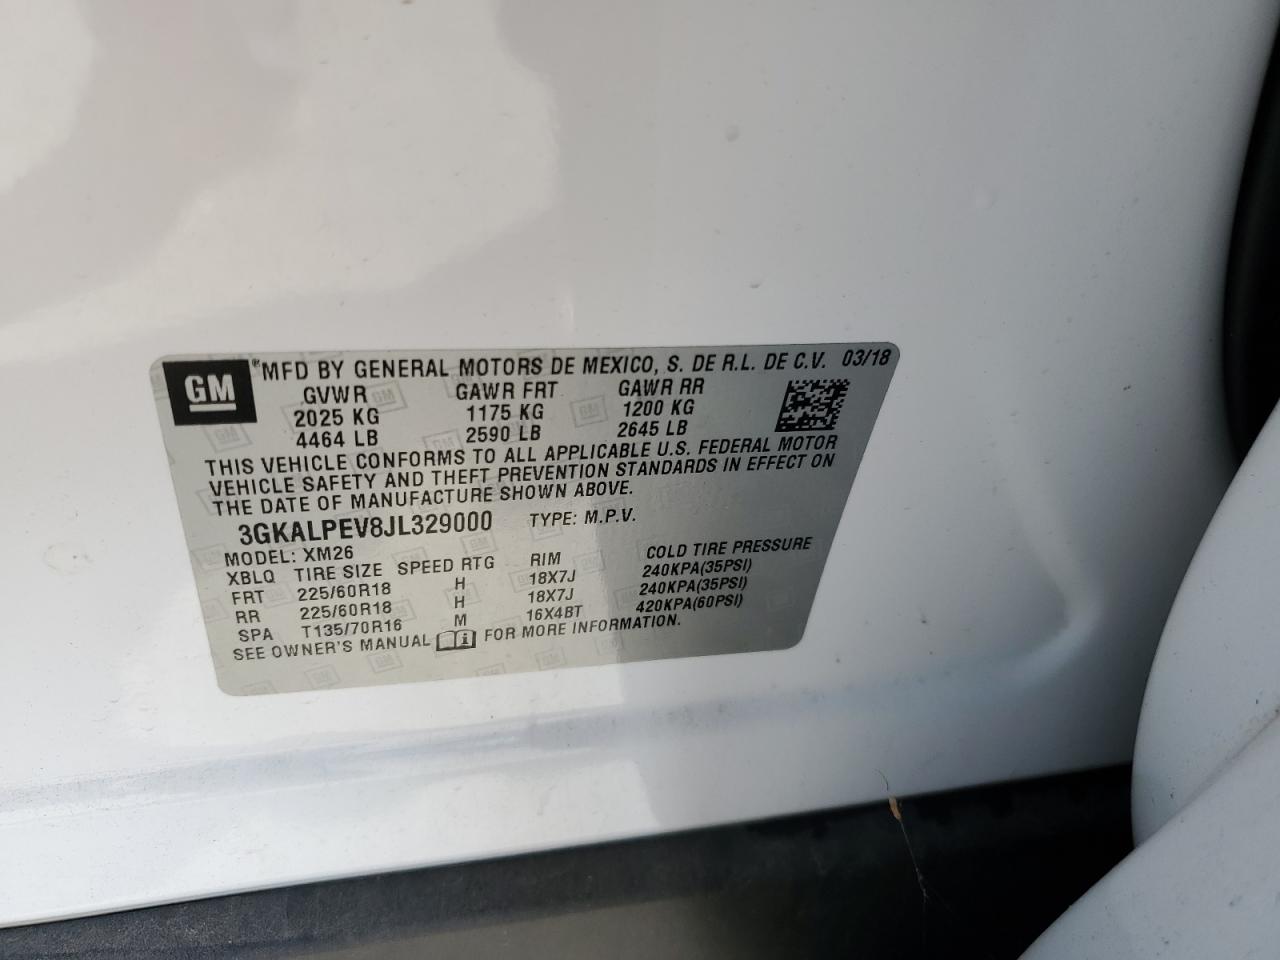 GM
®MFD BY GENERAL MOTORS DE MEXICO, S. DE R.L. DE C.V. 03/18
GVWR GAWR FRT GAWR RR
2025 KG 1175 KG 1200 KG
4464 LB 2590 LB 2645 LB
THIS VEHICLE CONFORMS TO ALL APPLICABLE U.S. FEDERAL MOTOR
VEHICLE SAFETY AND THEFT PREVENTION STANDARDS IN EFFECT ON
THE DATE OF MANUFACTURE SHOWN ABOVE.
3GKALPEV8JL329000 TYPE: M.P.V.
MODEL: XM26
XBLQ TIRE SIZE SPEED RTG RIM COLD TIRE PRESSURE
FRT 225/60R18 H 18X7J 240KPA(35PSI)
RR 225/60R18 H 18X7J 240KPA(35PSI)
SPA T135/70R16 M 16X4BT 420KPA(60PSI)
SEE OWNER'S MANUAL FOR MORE INFORMATION.